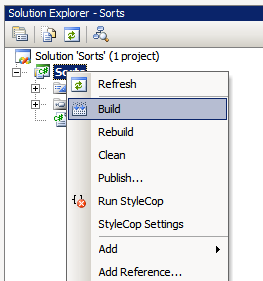 Solution Explorer - Sorts
Solution 'Sorts' (1 project)
Sorts
Refresh
Build
Rebuild
Clean
Publish...
Run StyleCop
StyleCop Settings
Add
Add Reference...